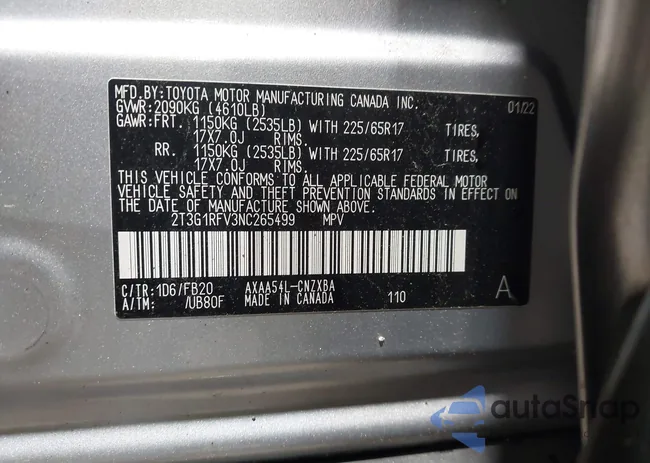 MFD.BY:TOYOTA MOTOR MANUFACTURING CANADA INC.
GVWR:2090KG (4610LB) 01/22
GAWR:FRT. 1150KG (2535LB) WITH 225/65R17 TIRES,
17X7.0J RIMS.
RR. 1150KG (2535LB) WITH 225/65R17 TIRES,
17X7.0J RIMS.
THIS VEHICLE CONFORMS TO ALL APPLICABLE FEDERAL MOTOR
VEHICLE SAFETY AND THEFT PREVENTION STANDARDS IN EFFECT ON
THE DATE OF MANUFACTURE SHOWN ABOVE.
2T3G1RFV3NC265499 MPV
C/TR:1D6/FB20 AXAA54L-CNZXBA
A/TM: /UB80F MADE IN CANADA 110 A
autoSnap